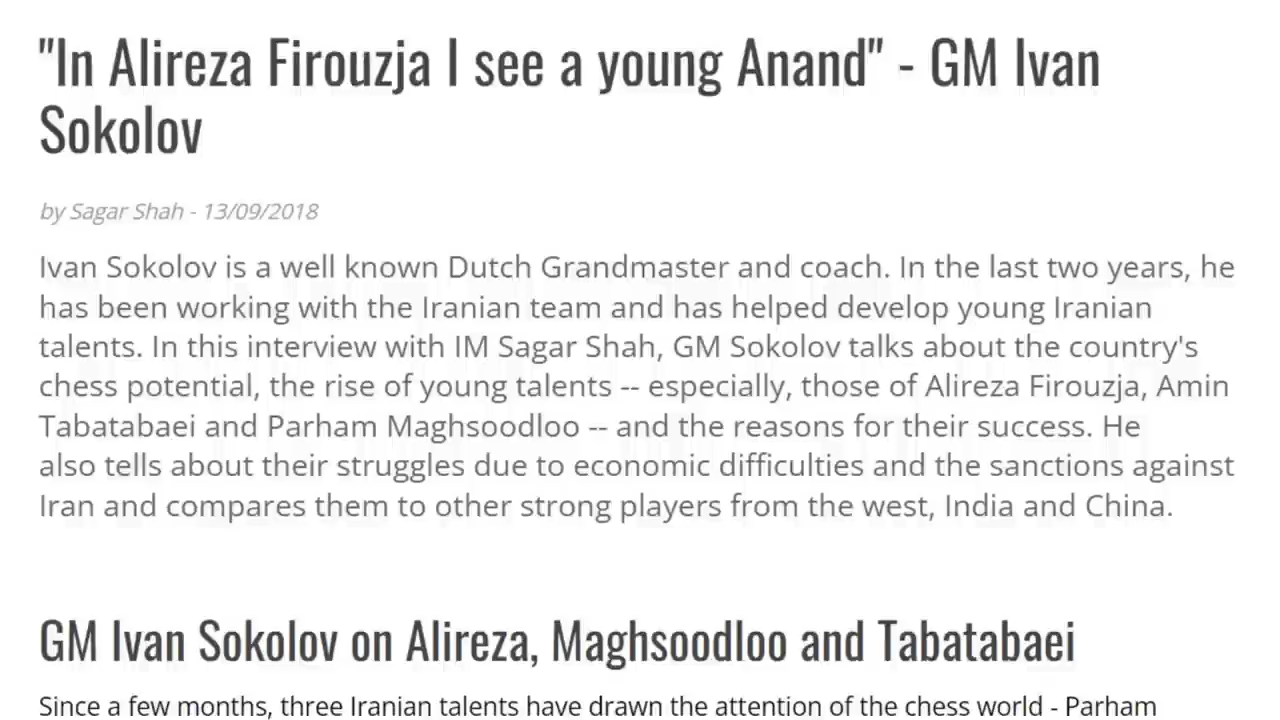 "In Alireza Firouzja I see a young Anand" - GM Ivan
Sokolov
by Sagar Shah - 13/09/2018
Ivan Sokolov is a well known Dutch Grandmaster and coach. In the last two years, he
has been working with the Iranian team and has helped develop young Iranian
talents. In this interview with IM Sagar Shah, GM Sokolov talks about the country's
chess potential, the rise of young talents -- especially, those of Alireza Firouzja, Amin
Tabatabaei and Parham Maghsoodloo -- and the reasons for their success. He
also tells about their struggles due to economic difficulties and the sanctions against
Iran and compares them to other strong players from the west, India and China.
GM Ivan Sokolov on Alireza, Maghsoodloo and Tabatabaei
Since a few months, three Iranian talents have drawn the attention of the chess world - Parham